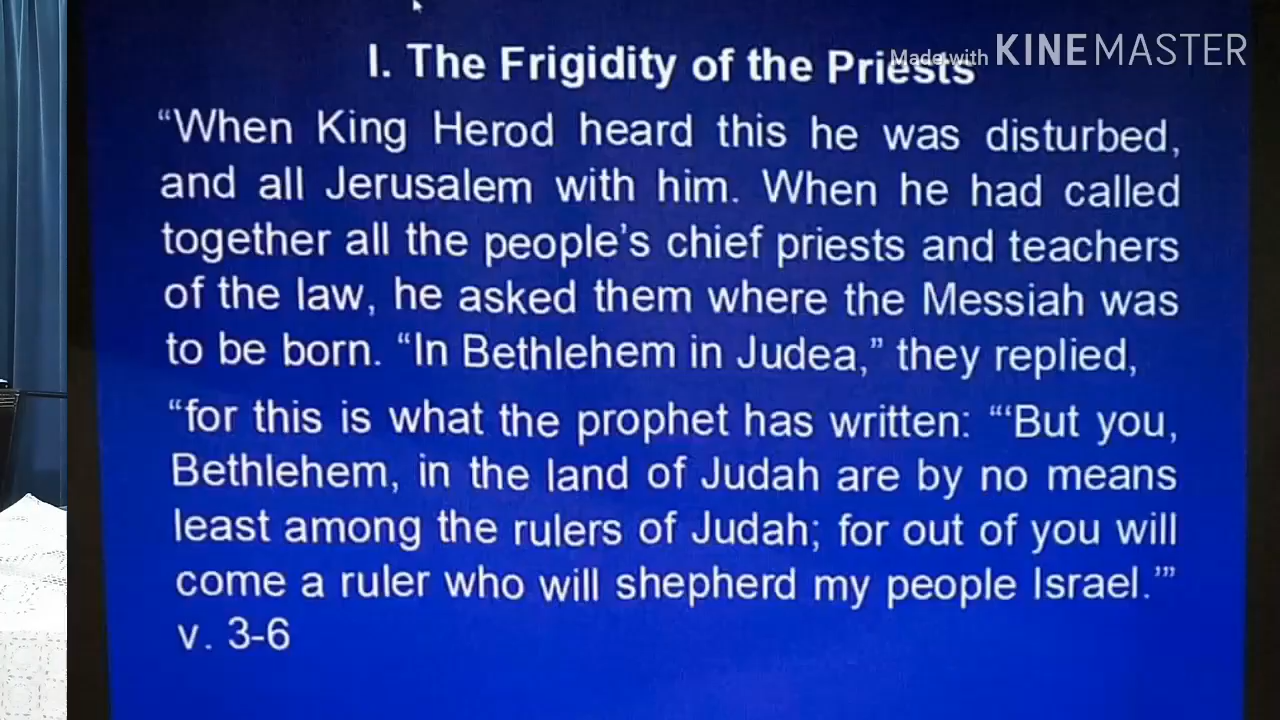 I. The Frigidity of the Priests
Made with KINEMASTER
“When King Herod heard this he was disturbed,
and all Jerusalem with him. When he had called
together all the people’s chief priests and teachers
of the law, he asked them where the Messiah was
to be born. “In Bethlehem in Judea,” they replied,
“for this is what the prophet has written: “‘But you,
Bethlehem, in the land of Judah are by no means
least among the rulers of Judah; for out of you will
come a ruler who will shepherd my people Israel.’”
v. 3-6